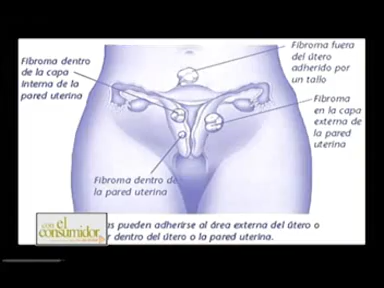 Fibroma dentro
de la capa
interna de la
pared uterina
Fibroma fuera
del útero
adherido por
un tallo
Fibroma
en la capa
externa de
la pared
uterina
Fibroma dentro de
la pared uterina
as pueden adherirse al área externa del útero o
r dentro del útero o la pared uterina.
con el
consumidor